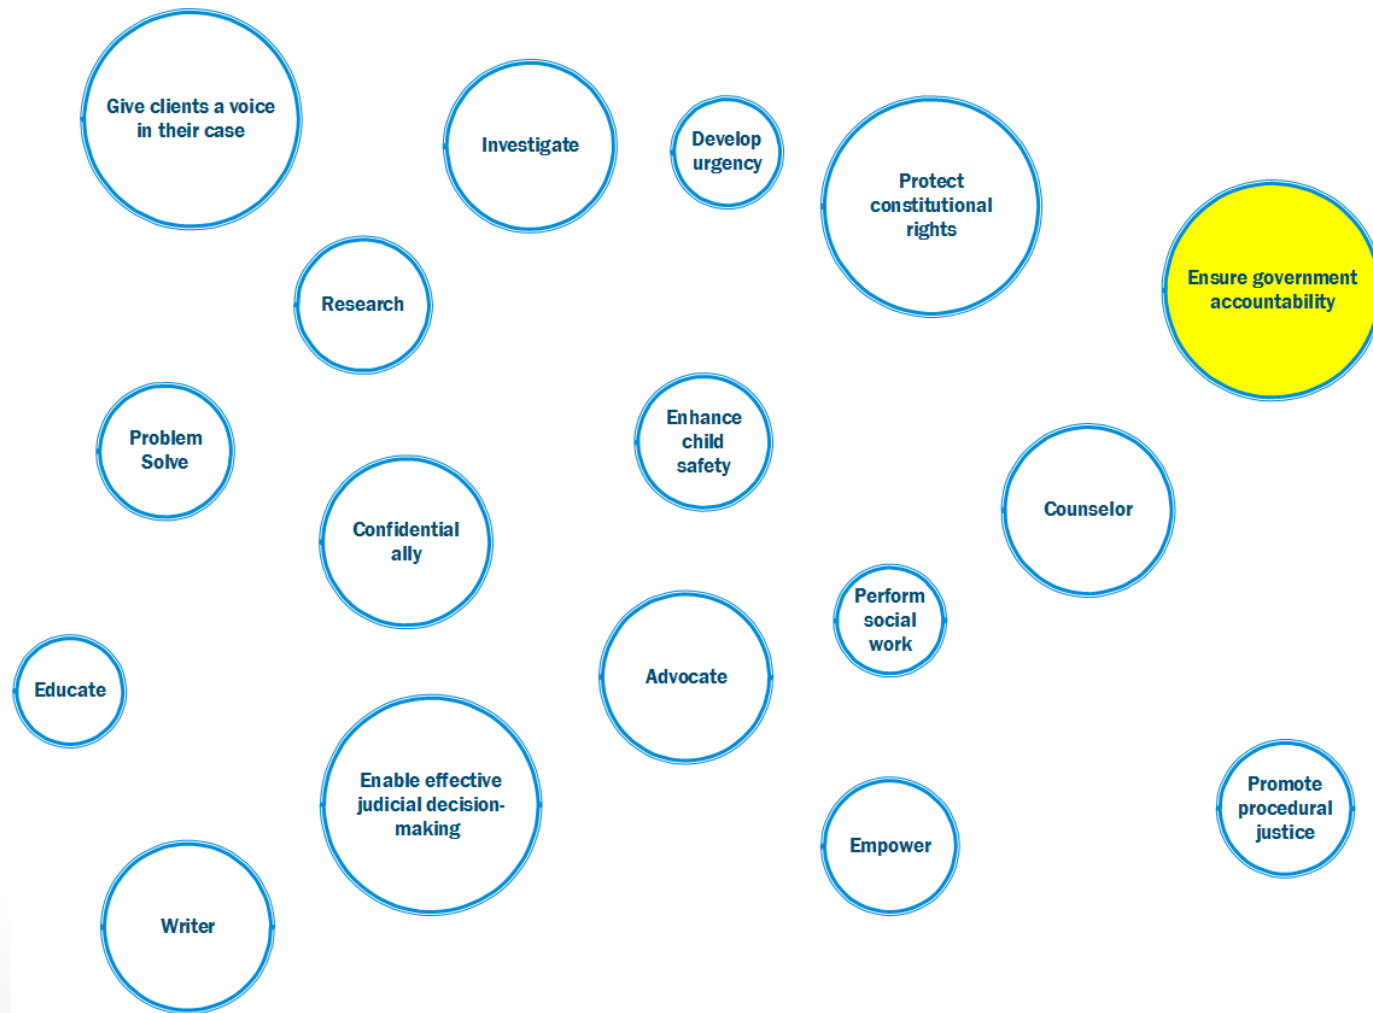 Give clients a voice
in their case
Investigate
Develop
urgency
Protect
constitutional
rights
Ensure government
accountability
Research
Problem
Solve
Confidential
ally
Enhance
child
safety
Counselor
Educate
Advocate
Perform
social
work
Enable effective
judicial decision-
making
Empower
Promote
procedural
justice
Writer